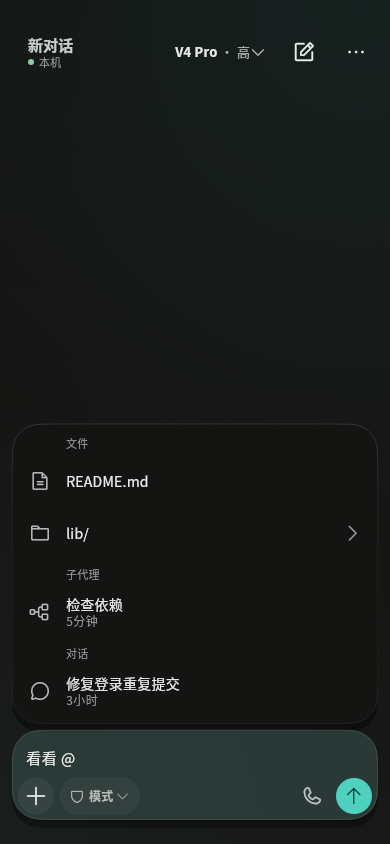 新对话
本机
V4 Pro · 高
文件
README.md
lib/
子代理
检查依赖
5分钟
对话
修复登录重复提交
3小时
看看 @
模式